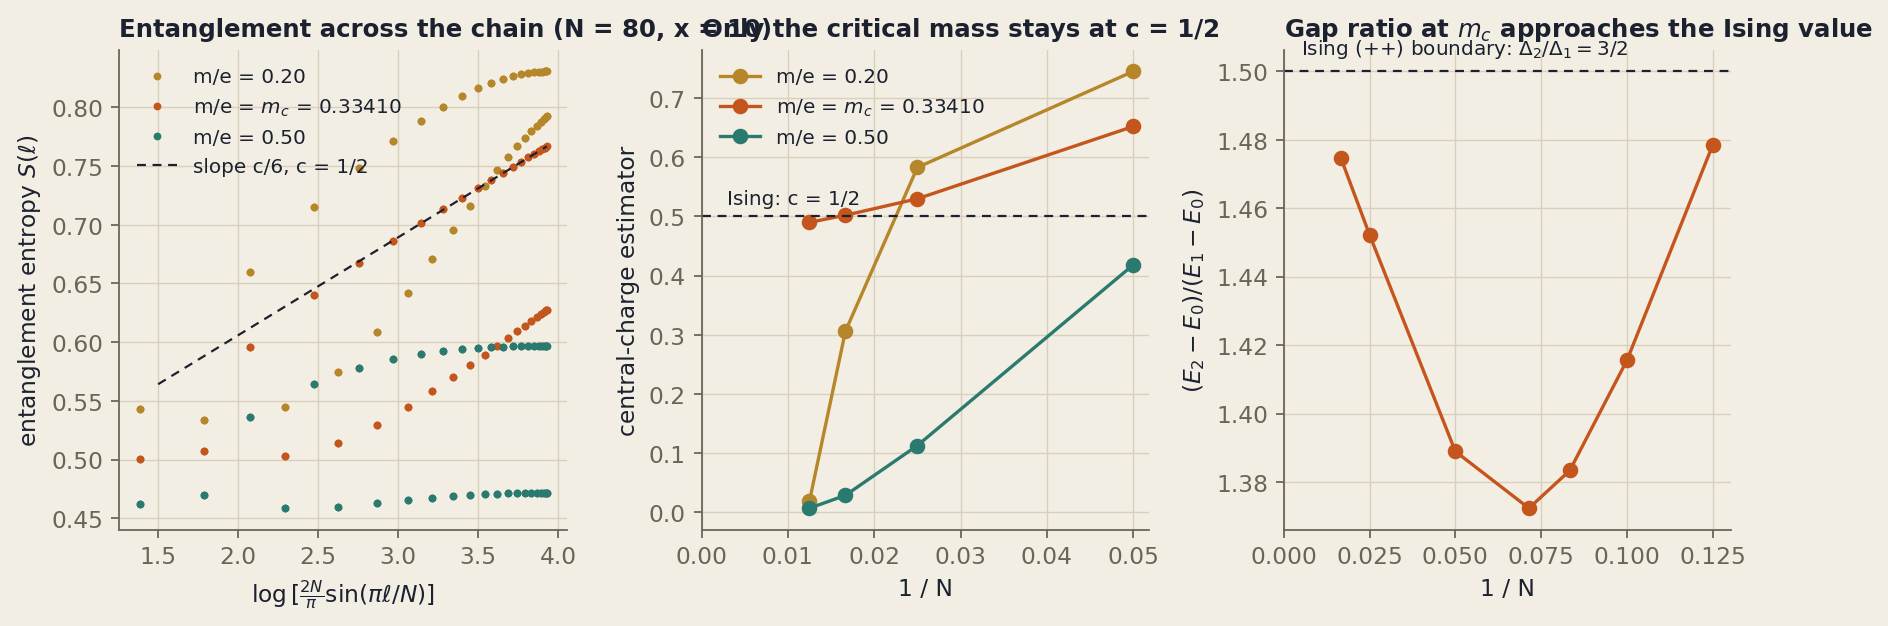 Entanglement across the chain (N = 80, x = 10)
m/e = 0.20
m/e = m_c = 0.33410
m/e = 0.50
slope c/6, c = 1/2
entanglement entropy S(ℓ)
0.80
0.75
0.70
0.65
0.60
0.55
0.50
0.45
1.5 2.0 2.5 3.0 3.5 4.0
log [2N/π sin(πℓ/N)]
Only the critical mass stays at c = 1/2
m/e = 0.20
m/e = m_c = 0.33410
m/e = 0.50
Ising: c = 1/2
central-charge estimator
0.7
0.6
0.5
0.4
0.3
0.2
0.1
0.0
0.00 0.01 0.02 0.03 0.04 0.05
1 / N
Gap ratio at m_c approaches the Ising value
Ising (++) boundary: Δ₂/Δ₁ = 3/2
(E₂ − E₀)/(E₁ − E₀)
1.50
1.48
1.46
1.44
1.42
1.40
1.38
0.000 0.025 0.050 0.075 0.100 0.125
1 / N